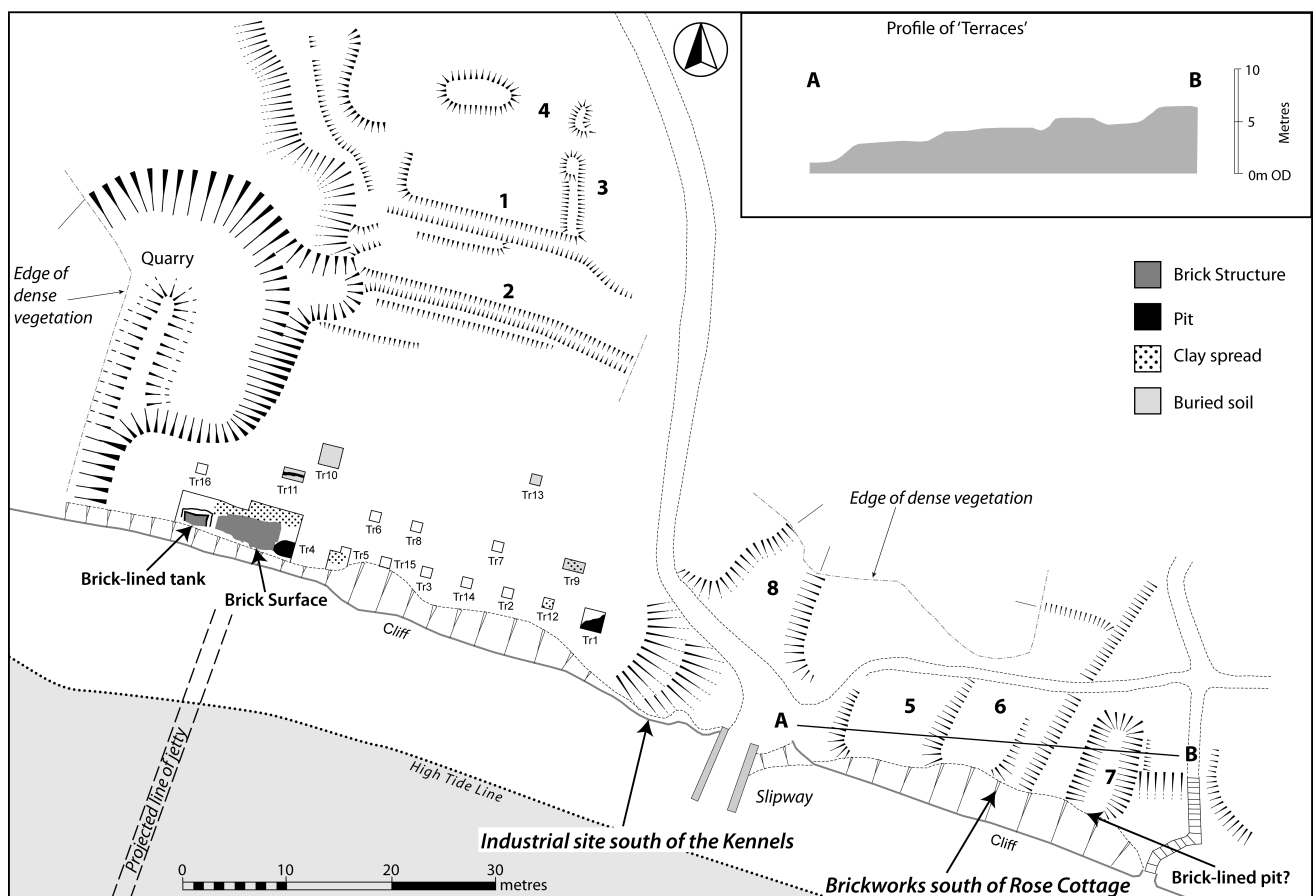 Profile of 'Terraces'
A
B
10
5
0m OD
Metres
4
1
3
2
Quarry
Edge of
dense
vegetation
Brick Structure
Pit
Clay spread
Buried soil
Tr16
Tr11
Tr10
Tr13
Tr6
Tr8
Tr7
Tr4
Tr5
Tr15
Tr3
Tr14
Tr2
Tr9
Tr12
Tr1
Brick-lined tank
Brick Surface
Cliff
Edge of dense vegetation
8
5
6
7
A
B
Projected line of jetty
High Tide Line
Slipway
Cliff
Industrial site south of the Kennels
Brickworks south of Rose Cottage
Brick-lined pit?
0
10
20
30
metres